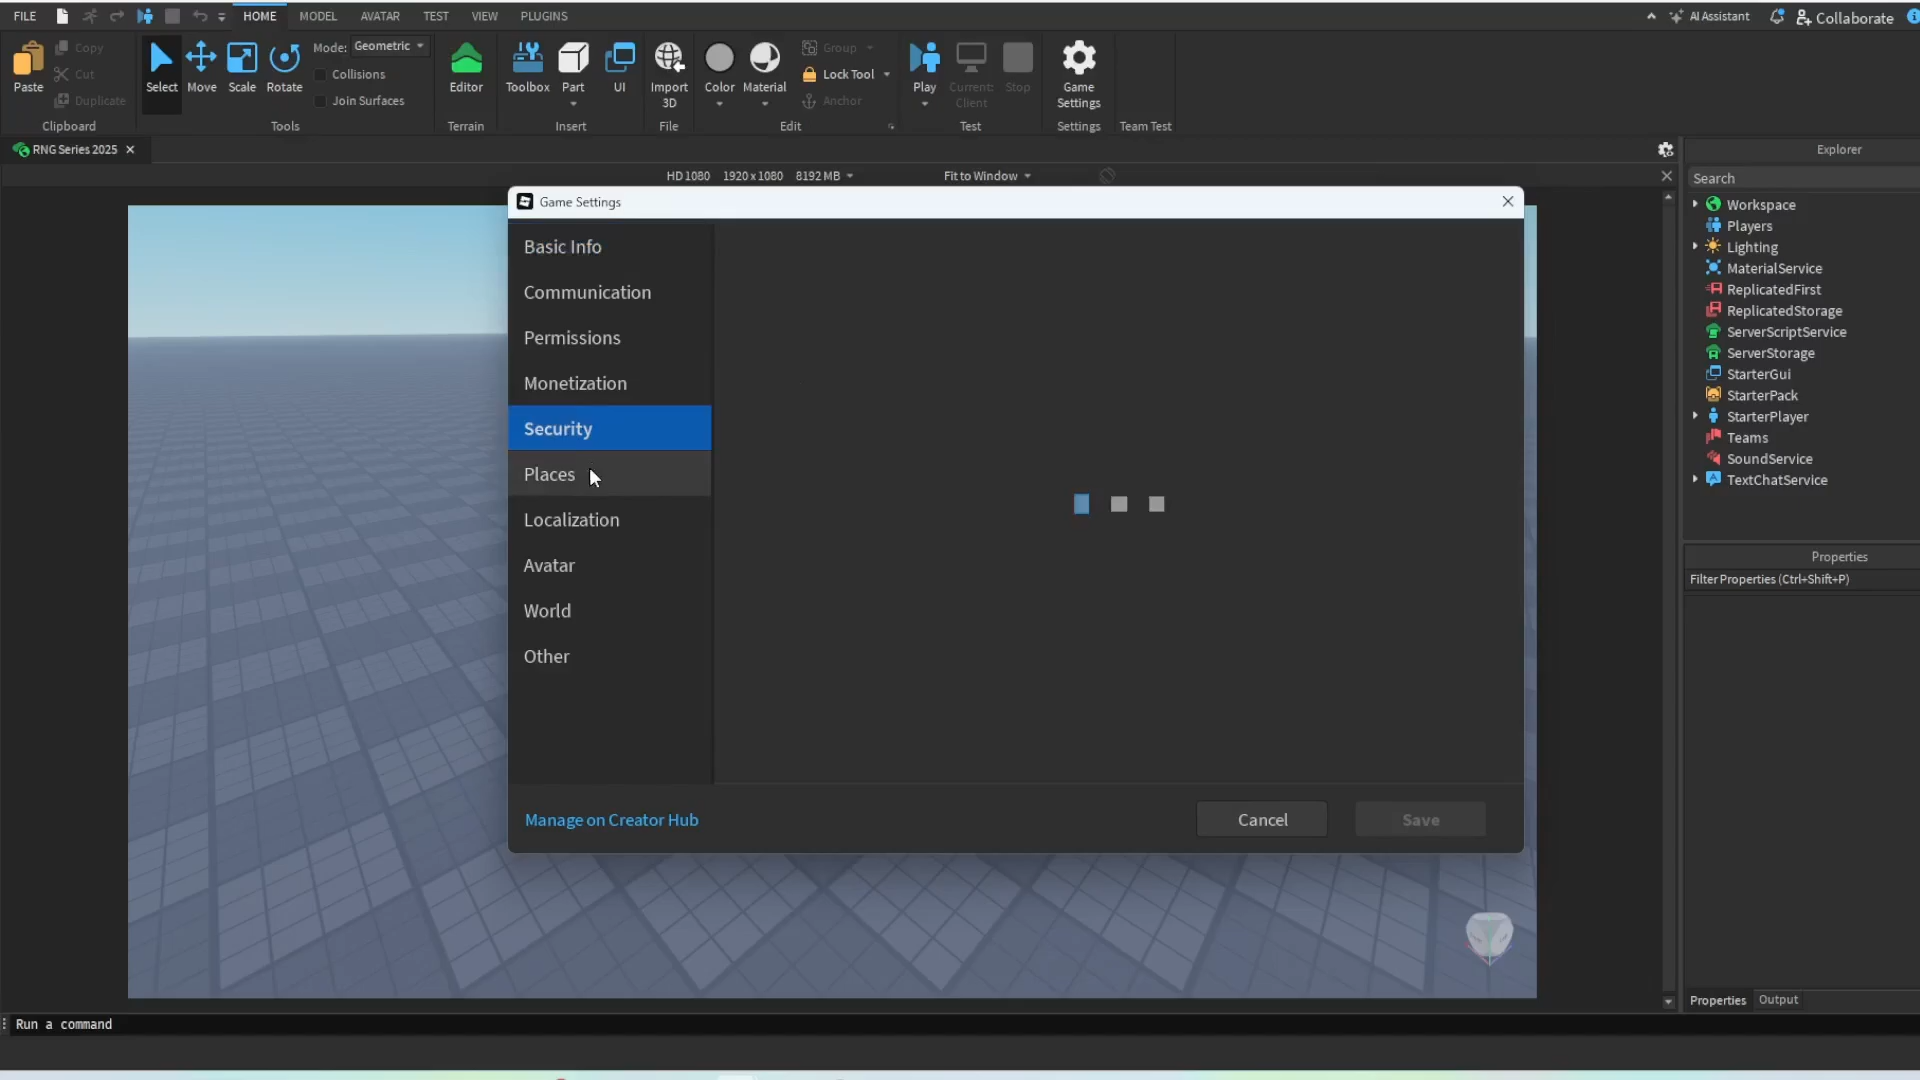 FILE HOME MODEL AVATAR TEST VIEW PLUGINS AI Assistant Collaborate
Paste Copy Cut Duplicate
Clipboard
Select Move Scale Rotate
Mode: Geometric
Collisions
Join Surfaces
Tools
Editor
Terrain
Toolbox Part UI
Insert
Import
3D
File
Color Material Group Lock Tool Anchor
Edit
Play Current:
Client Stop
Test
Game
Settings
Settings
Team Test
RNG Series 2025
HD 1080 1920 x 1080 8192 MB Fit to Window
Game Settings
Basic Info
Communication
Permissions
Monetization
Security
Places
Localization
Avatar
World
Other
Manage on Creator Hub Cancel Save
Explorer
Search
Workspace
Players
Lighting
MaterialService
ReplicatedFirst
ReplicatedStorage
ServerScriptService
ServerStorage
StarterGui
StarterPack
StarterPlayer
Teams
SoundService
TextChatService
Properties
Filter Properties (Ctrl+Shift+P)
Properties Output
Run a command